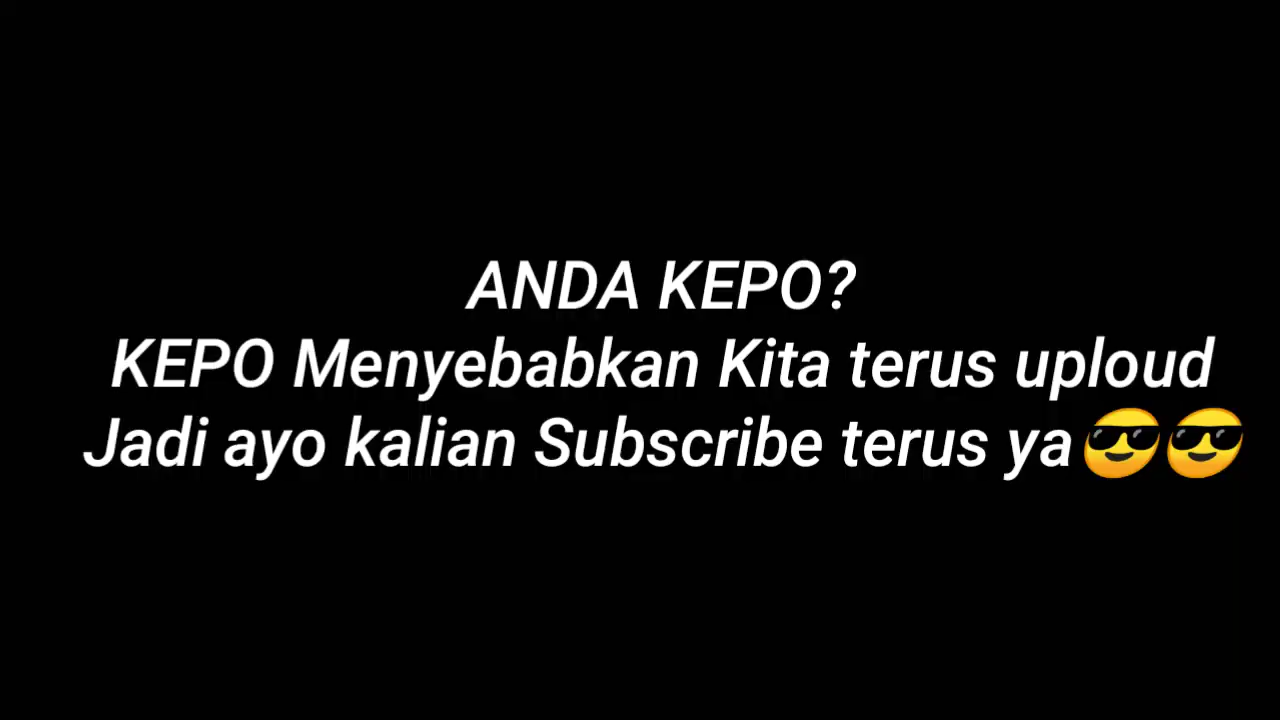 ANDA KEPO?
KEPO Menyebabkan Kita terus uploud
Jadi ayo kalian Subscribe terus ya😎😎